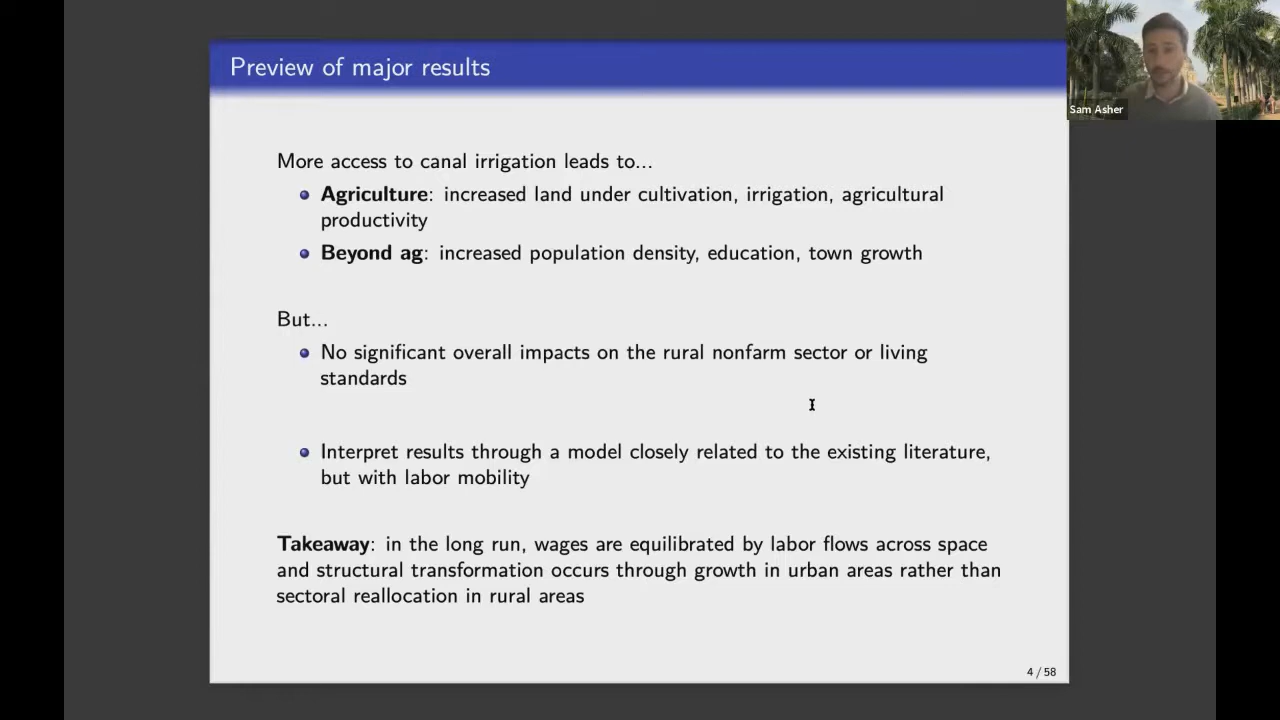 Preview of major results
Sam Asher
More access to canal irrigation leads to...
Agriculture: increased land under cultivation, irrigation, agricultural
productivity
Beyond ag: increased population density, education, town growth
But...
No significant overall impacts on the rural nonfarm sector or living
standards
Interpret results through a model closely related to the existing literature,
but with labor mobility
Takeaway: in the long run, wages are equilibrated by labor flows across space
and structural transformation occurs through growth in urban areas rather than
sectoral reallocation in rural areas
4 / 58